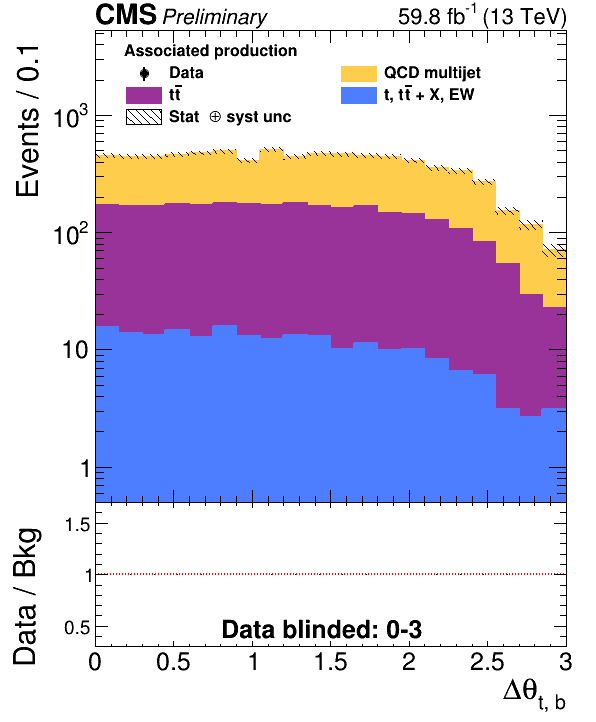 CMS Preliminary 59.8 fb⁻¹ (13 TeV)
Associated production
Data
QCD multijet
tt̄
t, tt̄ + X, EW
Stat ⊕ syst unc
Events / 0.1
10³
10²
10
1
Data / Bkg
1.5
1
0.5
Data blinded: 0-3
0 0.5 1 1.5 2 2.5 3
Δθt, b